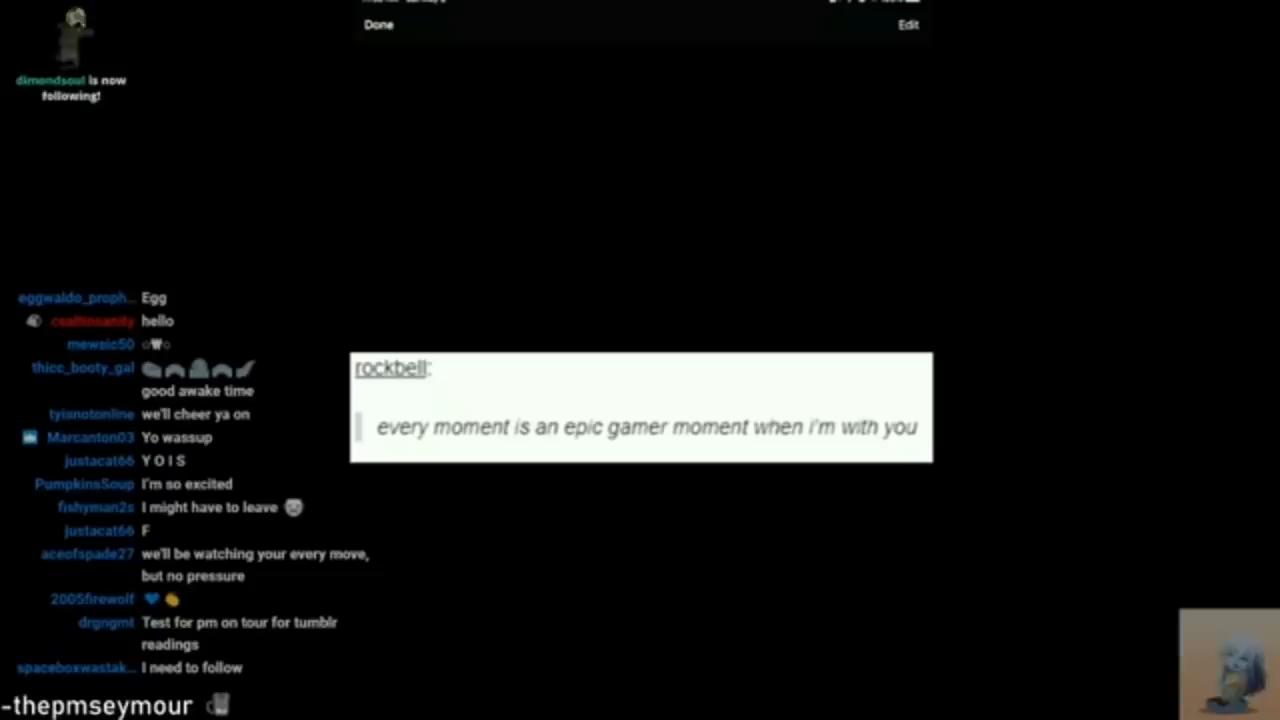 Done
Edit
dimondsoul is now
following!
eggwaldo_proph... Egg
hello
mewsic50
thicc_booty_gal
good awake time
tyisnotonline we'll cheer ya on
Marcanton03 Yo wassup
justacat66 Y O I S
PumpkinsSoup I'm so excited
fishyman2s I might have to leave
justacat66 F
aceofspade27 we'll be watching your every move,
but no pressure
2005firewolf
drgngmt Test for pm on tour for tumblr
readings
spaceboxwastak... I need to follow
-thepmseymour
rockbell:
every moment is an epic gamer moment when i'm with you